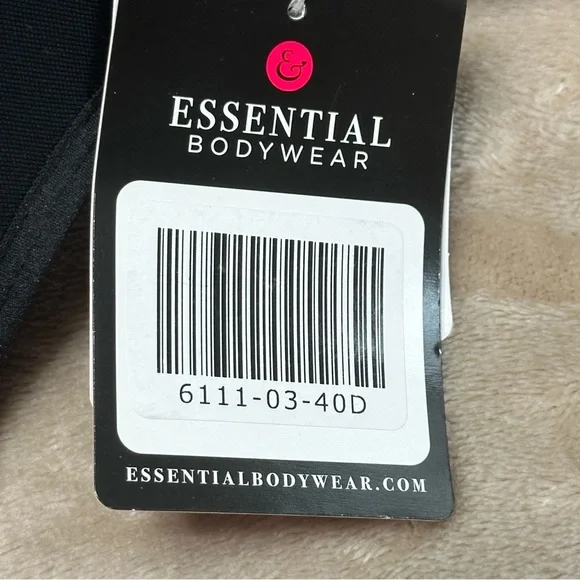 &
ESSENTIAL
BODYWEAR
6111-03-40D
ESSENTIALBODYWEAR.COM